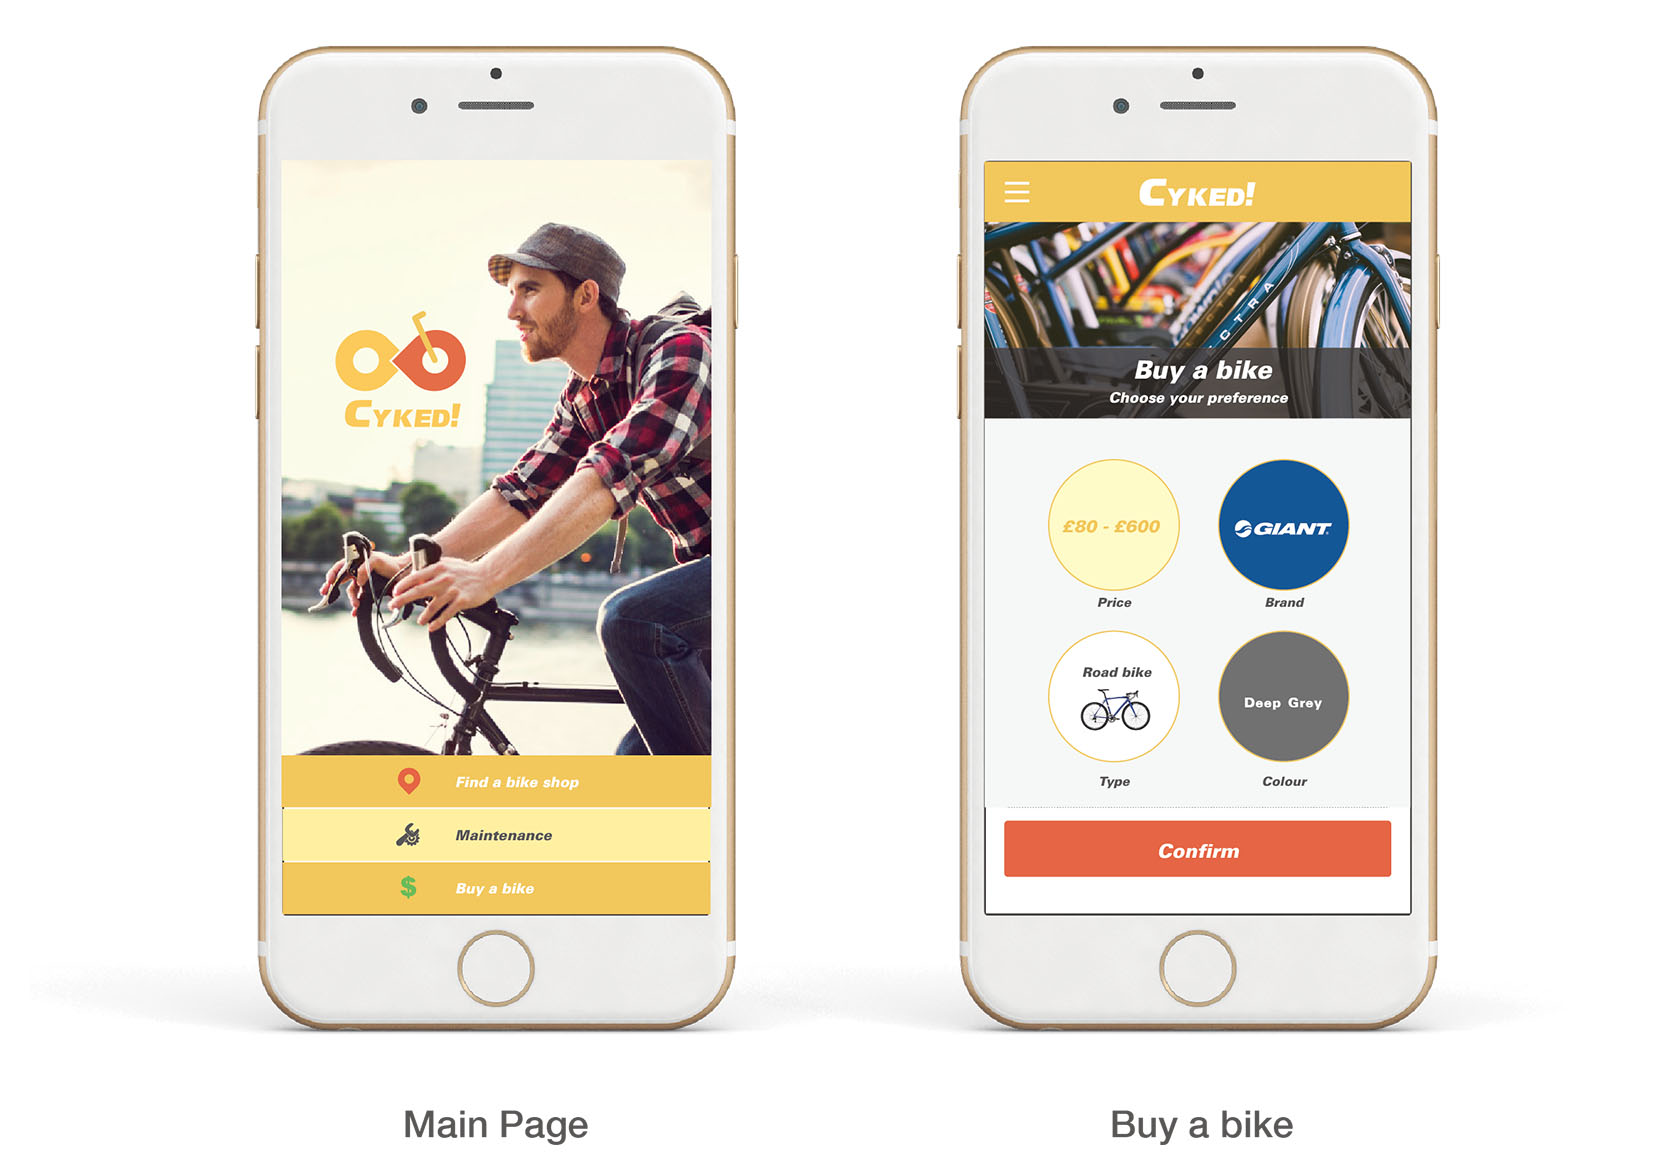 CYKED!
Find a bike shop
Maintenance
$ Buy a bike
Main Page
CYKED!
CTRA
Buy a bike
Choose your preference
£80 - £600
Price
GIANT
Brand
Road bike
Type
Deep Grey
Colour
Confirm
Buy a bike